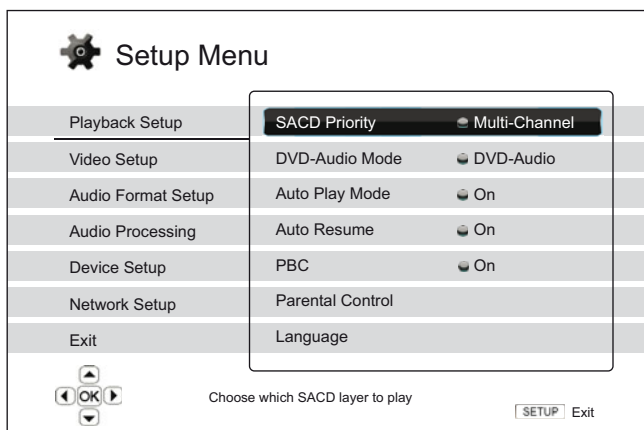 Setup Menu
Playback Setup
SACD Priority Multi-Channel
Video Setup
DVD-Audio Mode DVD-Audio
Audio Format Setup
Auto Play Mode On
Audio Processing
Auto Resume On
Device Setup
PBC On
Network Setup
Parental Control
Exit
Language
OK
Choose which SACD layer to play
SETUP Exit